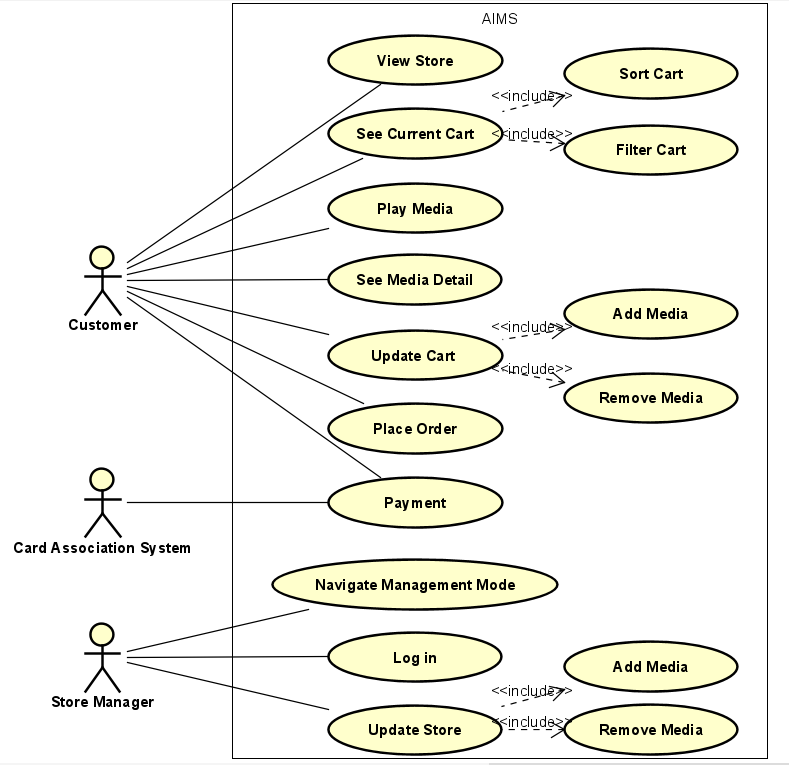 AIMS
View Store
Sort Cart
<<include>>
See Current Cart
<<include>>
Filter Cart
Play Media
See Media Detail
Customer
Add Media
<<include>>
Update Cart
<<include>>
Remove Media
Place Order
Payment
Card Association System
Navigate Management Mode
Log in
Add Media
Store Manager
<<include>>
Update Store
<<include>>
Remove Media